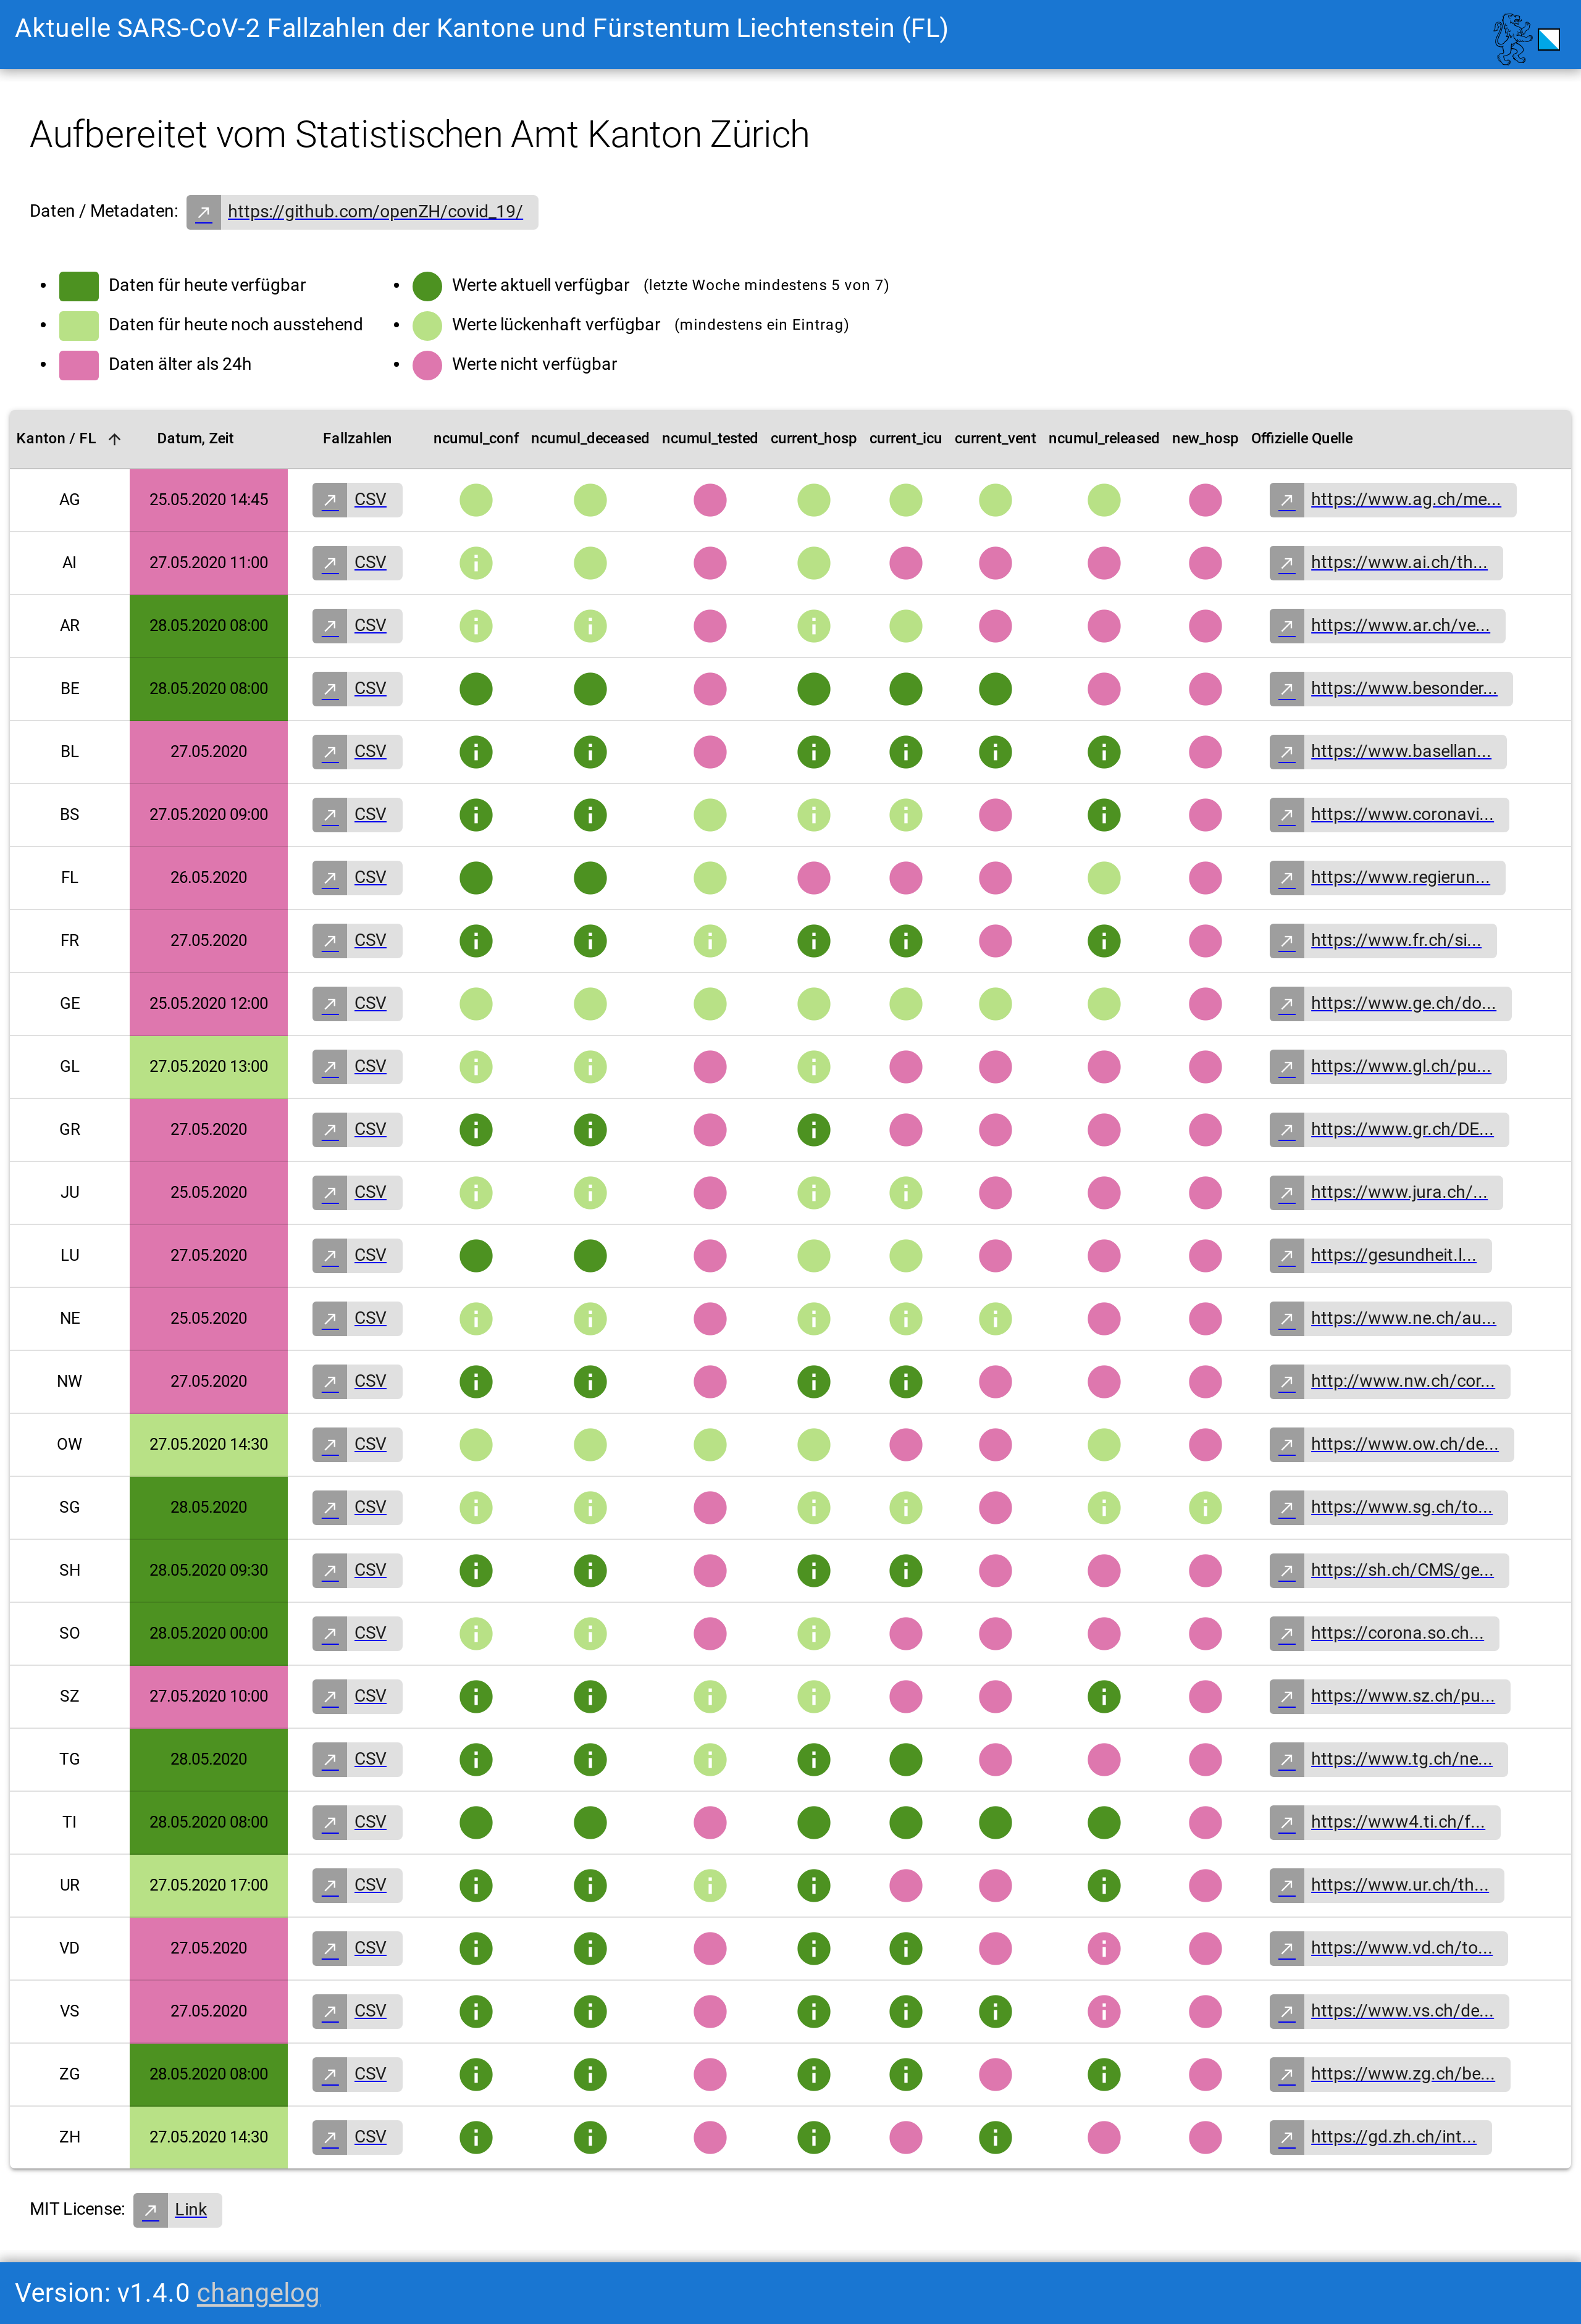 Aktuelle SARS-CoV-2 Fallzahlen der Kantone und Fürstentum Liechtenstein (FL)
Aufbereitet vom Statistischen Amt Kanton Zürich
Daten / Metadaten: https://github.com/openZH/covid_19/
Daten für heute verfügbar
Daten für heute noch ausstehend
Daten älter als 24h
Werte aktuell verfügbar (letzte Woche mindestens 5 von 7)
Werte lückenhaft verfügbar (mindestens ein Eintrag)
Werte nicht verfügbar
Kanton / FL Datum, Zeit Fallzahlen ncumul_conf ncumul_deceased ncumul_tested current_hosp current_icu current_vent ncumul_released new_hosp Offizielle Quelle
AG 25.05.2020 14:45 CSV https://www.ag.ch/me...
AI 27.05.2020 11:00 CSV https://www.ai.ch/th...
AR 28.05.2020 08:00 CSV https://www.ar.ch/ve...
BE 28.05.2020 08:00 CSV https://www.besonder...
BL 27.05.2020 CSV https://www.basellan...
BS 27.05.2020 09:00 CSV https://www.coronavi...
FL 26.05.2020 CSV https://www.regierun...
FR 27.05.2020 CSV https://www.fr.ch/si...
GE 25.05.2020 12:00 CSV https://www.ge.ch/do...
GL 27.05.2020 13:00 CSV https://www.gl.ch/pu...
GR 27.05.2020 CSV https://www.gr.ch/DE...
JU 25.05.2020 CSV https://www.jura.ch/...
LU 27.05.2020 CSV https://gesundheit.l...
NE 25.05.2020 CSV https://www.ne.ch/au...
NW 27.05.2020 CSV http://www.nw.ch/cor...
OW 27.05.2020 14:30 CSV https://www.ow.ch/de...
SG 28.05.2020 CSV https://www.sg.ch/to...
SH 28.05.2020 09:30 CSV https://sh.ch/CMS/ge...
SO 28.05.2020 00:00 CSV https://corona.so.ch...
SZ 27.05.2020 10:00 CSV https://www.sz.ch/pu...
TG 28.05.2020 CSV https://www.tg.ch/ne...
TI 28.05.2020 08:00 CSV https://www4.ti.ch/f...
UR 27.05.2020 17:00 CSV https://www.ur.ch/th...
VD 27.05.2020 CSV https://www.vd.ch/to...
VS 27.05.2020 CSV https://www.vs.ch/de...
ZG 28.05.2020 08:00 CSV https://www.zg.ch/be...
ZH 27.05.2020 14:30 CSV https://gd.zh.ch/int...
MIT License: Link
Version: v1.4.0 changelog